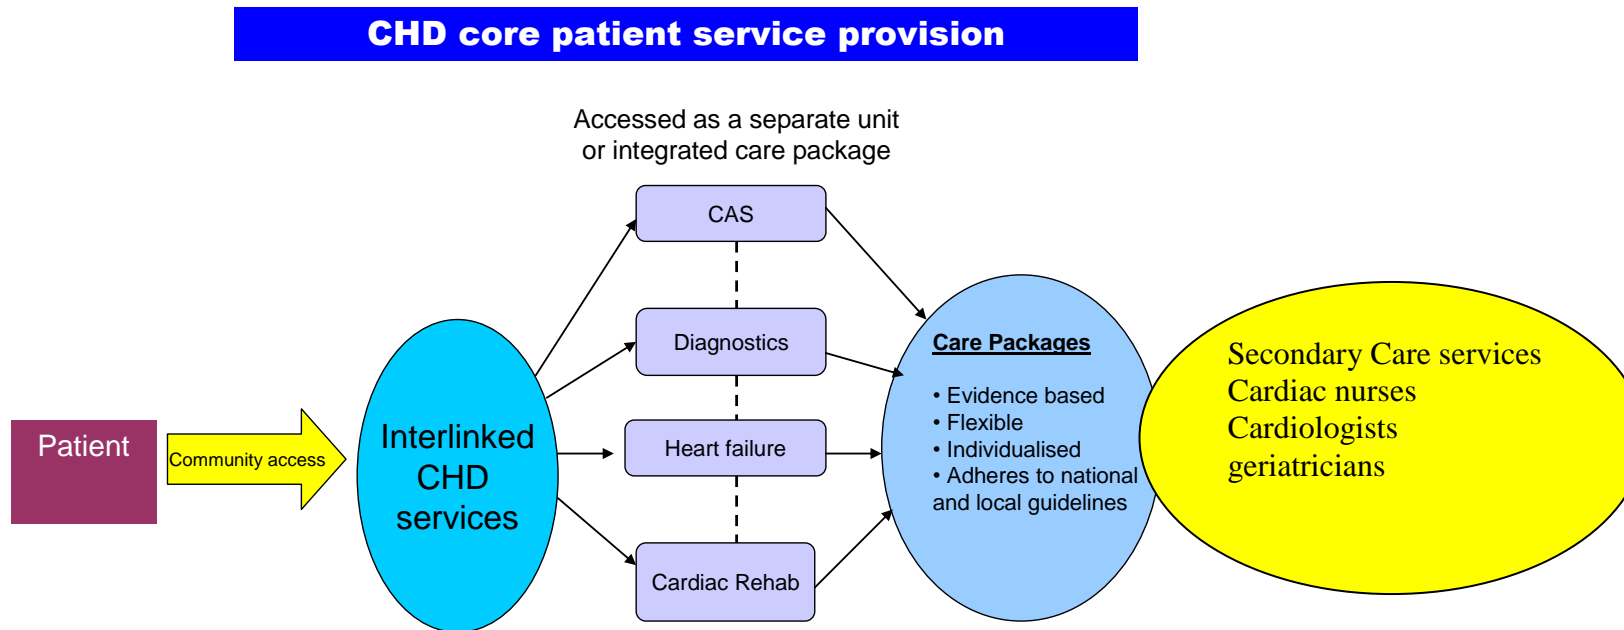 CHD core patient service provision
Accessed as a separate unit
or integrated care package
Patient
Community access
Interlinked
CHD
services
CAS
Diagnostics
Heart failure
Cardiac Rehab
Care Packages
• Evidence based
• Flexible
• Individualised
• Adheres to national
and local guidelines
Secondary Care services
Cardiac nurses
Cardiologists
geriatricians